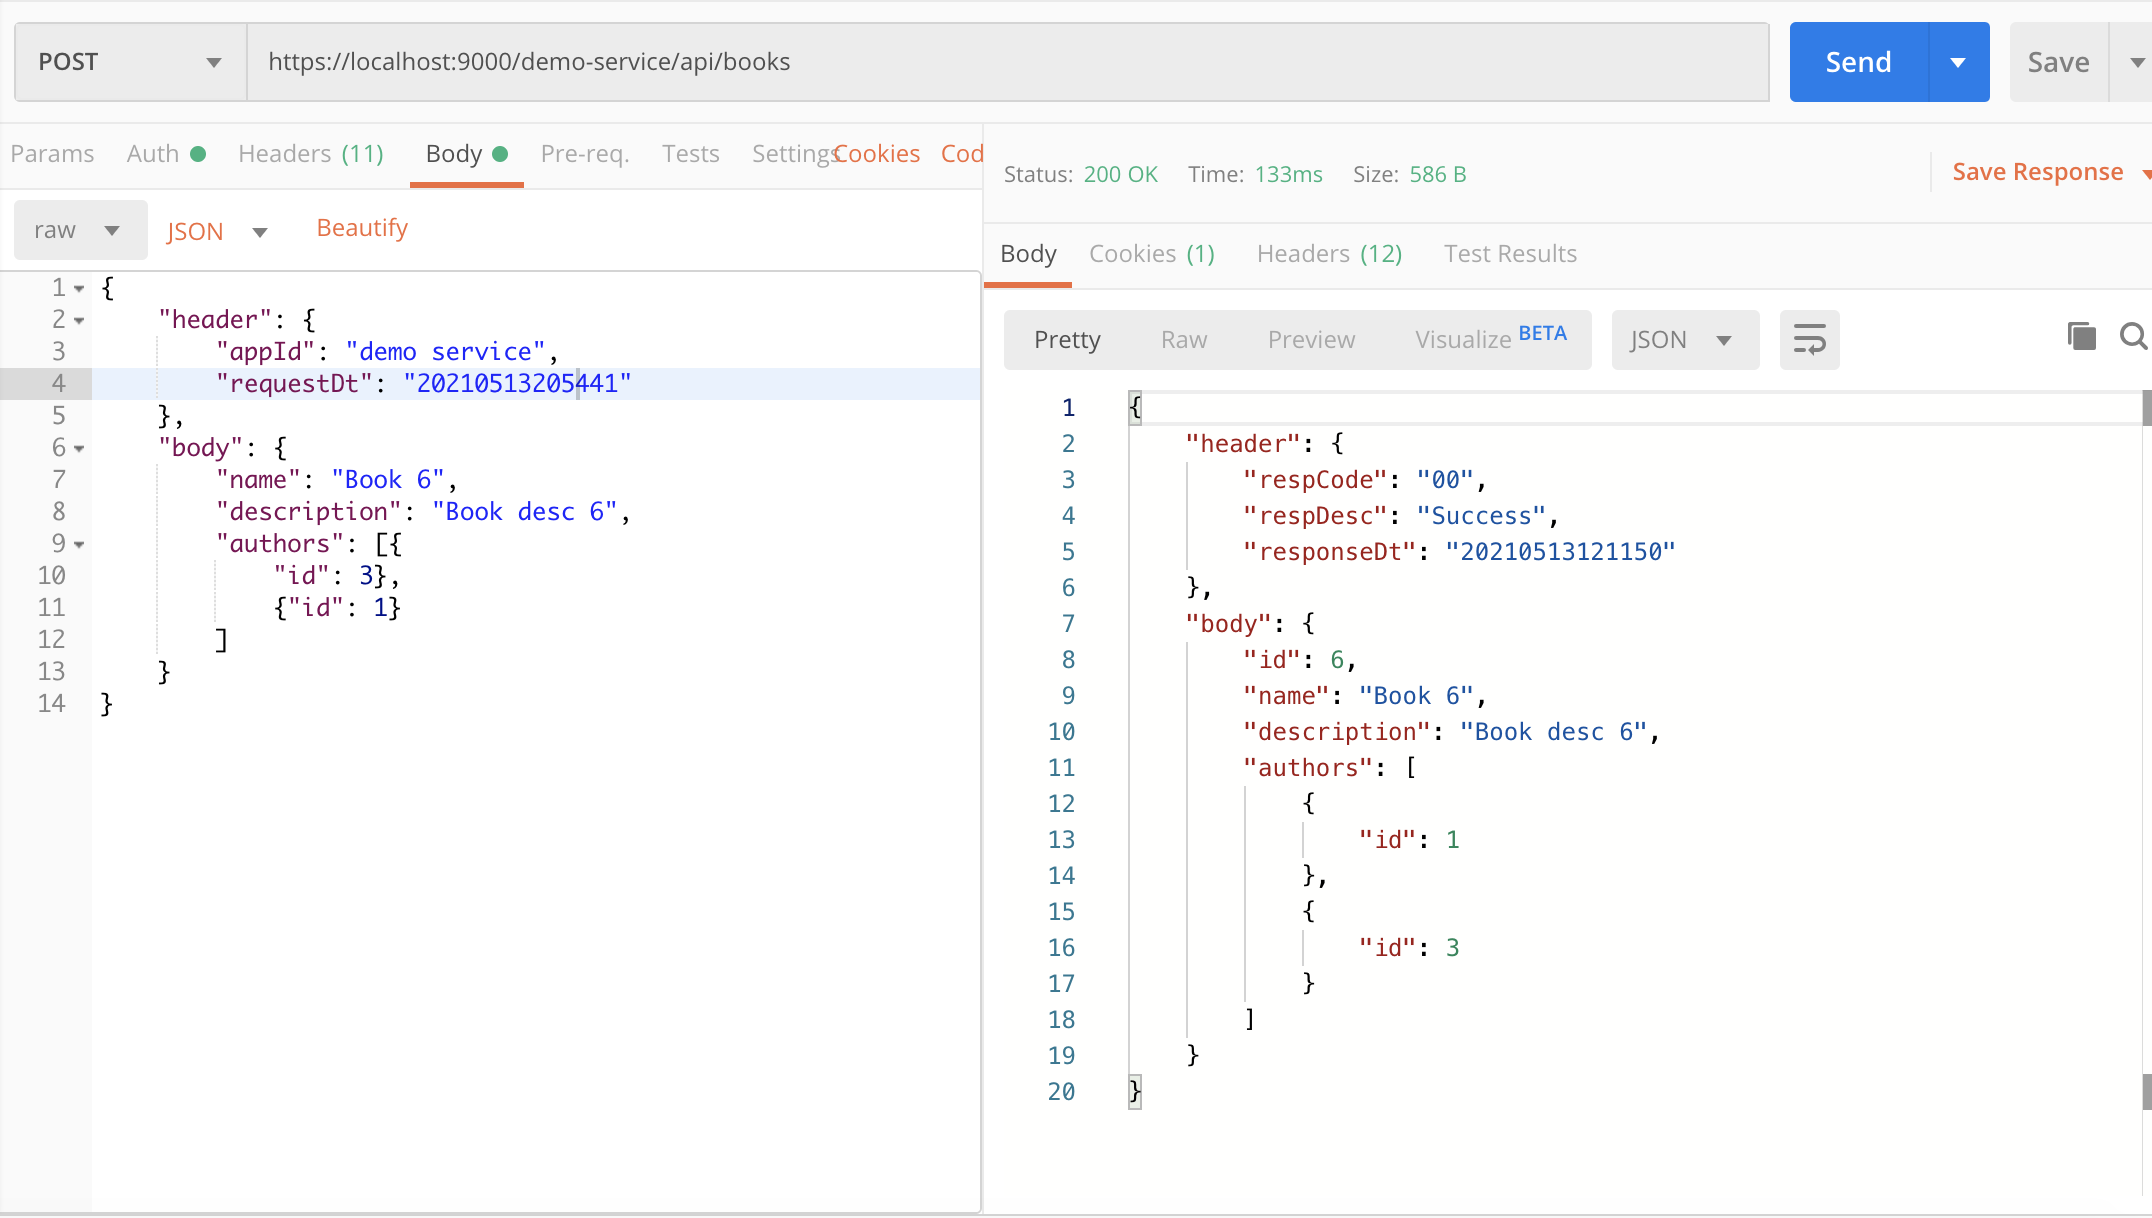 POST https://localhost:9000/demo-service/api/books Send Save
Params Auth Headers (11) Body Pre-req. Tests Settings Cookies Cod
raw JSON Beautify
1 {
2 "header": {
3 "appId": "demo service",
4 "requestDt": "20210513205441"
5 },
6 "body": {
7 "name": "Book 6",
8 "description": "Book desc 6",
9 "authors": [{
10 "id": 3},
11 {"id": 1}
12 ]
13 }
14 }
Status: 200 OK Time: 133ms Size: 586 B Save Response
Body Cookies (1) Headers (12) Test Results
Pretty Raw Preview Visualize BETA JSON
1 {
2 "header": {
3 "respCode": "00",
4 "respDesc": "Success",
5 "responseDt": "20210513121150"
6 },
7 "body": {
8 "id": 6,
9 "name": "Book 6",
10 "description": "Book desc 6",
11 "authors": [
12 {
13 "id": 1
14 },
15 {
16 "id": 3
17 }
18 ]
19 }
20 }